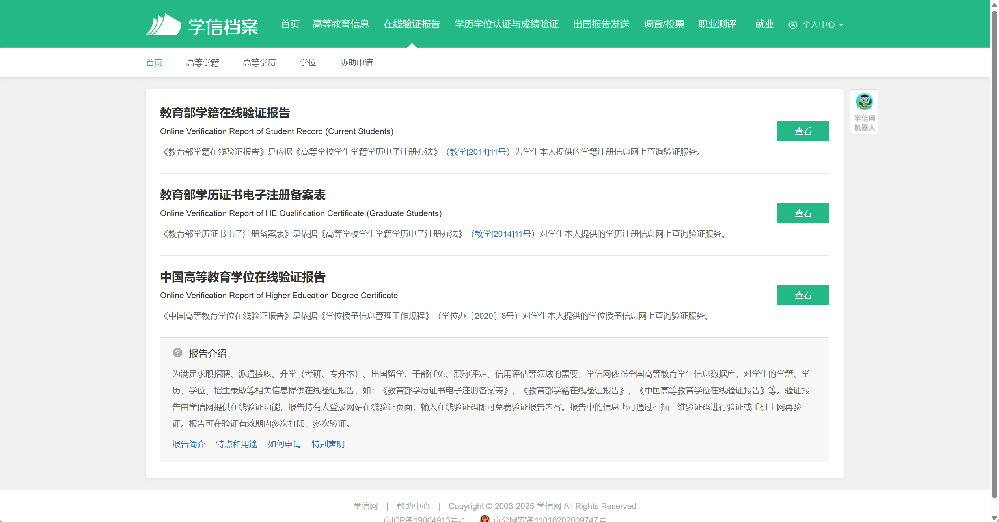 学信档案
首页 高等教育信息 在线验证报告 学历学位认证与成绩验证 出国报告发送 调查/投票 职业测评 就业 个人中心
首页 高等学籍 高等学历 学位 协助申请
学信网
机器人
教育部学籍在线验证报告
Online Verification Report of Student Record (Current Students)
查看
《教育部学籍在线验证报告》是依据《高等学校学生学籍学历电子注册办法》（教学[2014]11号）为学生本人提供的学籍注册信息网上查询验证服务。
教育部学历证书电子注册备案表
Online Verification Report of HE Qualification Certificate (Graduate Students)
查看
《教育部学历证书电子注册备案表》是依据《高等学校学生学籍学历电子注册办法》（教学[2014]11号）对学生本人提供的学历注册信息网上查询验证服务。
中国高等教育学位在线验证报告
Online Verification Report of Higher Education Degree Certificate
查看
《中国高等教育学位在线验证报告》是依据《学位授予信息管理工作规程》（学位办〔2020〕8号）对学生本人提供的学位授予信息网上查询验证服务。
? 报告介绍
为满足求职招聘、派遣接收、升学（考研、专升本）、出国留学、干部任免、职称评定、信用评估等领域的需要，学信网依托全国高等教育学生信息数据库，对学生的学籍、学
历、学位、招生录取等相关信息提供在线验证报告，如：《教育部学历证书电子注册备案表》、《教育部学籍在线验证报告》、《中国高等教育学位在线验证报告》等。验证报
告由学信网提供在线验证功能，报告持有人登录网站在线验证页面，输入在线验证码即可免费验证报告内容。报告中的信息也可通过扫描二维验证码进行验证或手机上网再验
证。报告可在验证有效期内多次打印、多次验证。
报告简介 特点和用途 如何申请 特别声明
学信网 | 帮助中心 | Copyright © 2003-2025 学信网 All Rights Reserved
京ICP备19004913号-1 京公网安备11010202009747号